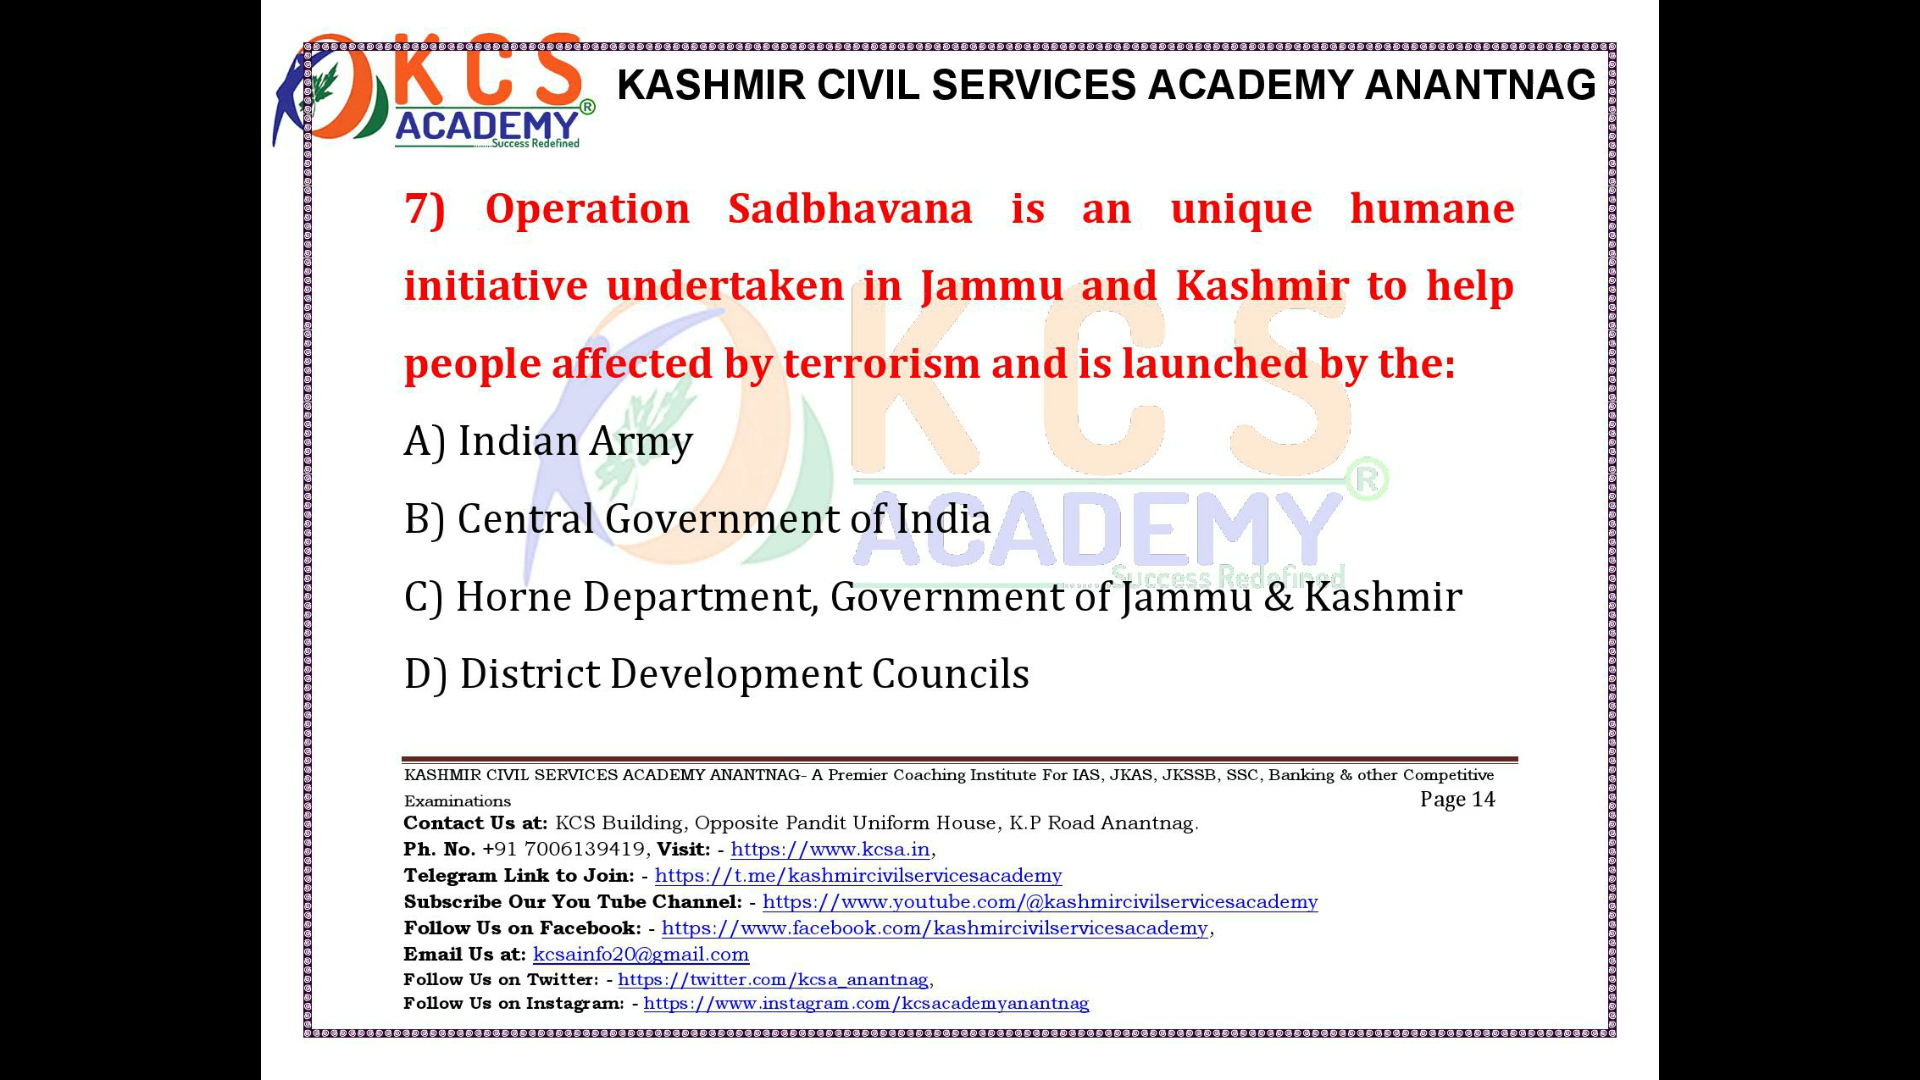 KCS
ACADEMY®
Success Redefined
KASHMIR CIVIL SERVICES ACADEMY ANANTNAG
7) Operation Sadbhavana is an unique humane
initiative undertaken in Jammu and Kashmir to help
people affected by terrorism and is launched by the:
A) Indian Army
B) Central Government of India
C) Horne Department, Government of Jammu & Kashmir
D) District Development Councils
KCS
ACADEMY®
Success Redefined
KASHMIR CIVIL SERVICES ACADEMY ANANTNAG- A Premier Coaching Institute For IAS, JKAS, JKSSB, SSC, Banking & other Competitive
Examinations Page 14
Contact Us at: KCS Building, Opposite Pandit Uniform House, K.P Road Anantnag.
Ph. No. +91 7006139419, Visit: - https://www.kcsa.in,
Telegram Link to Join: - https://t.me/kashmircivilservicesacademy
Subscribe Our You Tube Channel: - https://www.youtube.com/@kashmircivilservicesacademy
Follow Us on Facebook: - https://www.facebook.com/kashmircivilservicesacademy,
Email Us at: kcsainfo20@gmail.com
Follow Us on Twitter: - https://twitter.com/kcsa_anantnag,
Follow Us on Instagram: - https://www.instagram.com/kcsacademyanantnag